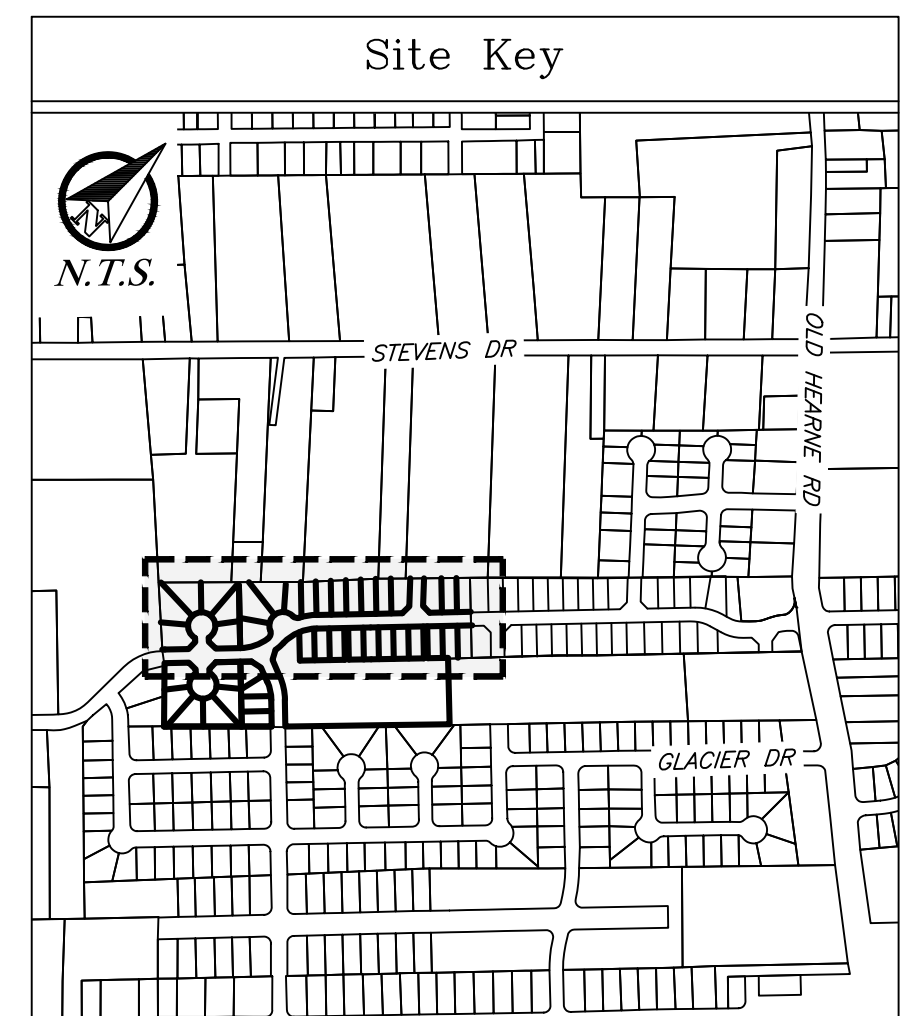 Site Key
N
N.T.S.
STEVENS DR
OLD HEARNE RD
GLACIER DR